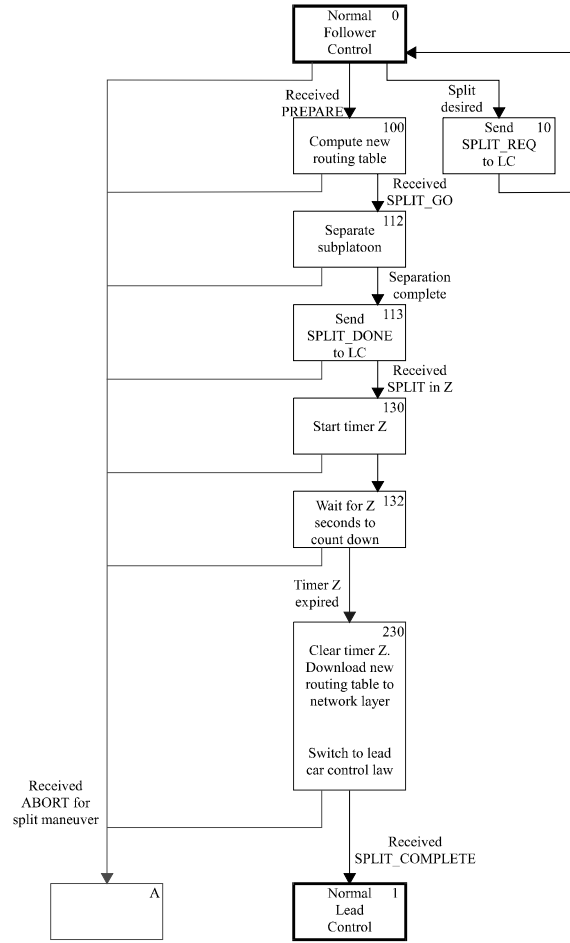 Normal 0
Follower
Control
Received
PREPARE
Split
desired
100
Compute new
routing table
Send 10
SPLIT_REQ
to LC
Received
SPLIT_GO
112
Separate
subplatoon
Separation
complete
113
Send
SPLIT_DONE
to LC
Received
SPLIT in Z
130
Start timer Z
132
Wait for Z
seconds to
count down
Timer Z
expired
230
Clear timer Z.
Download new
routing table to
network layer
Switch to lead
car control law
Received
ABORT for
split maneuver
Received
SPLIT_COMPLETE
A
Normal 1
Lead
Control